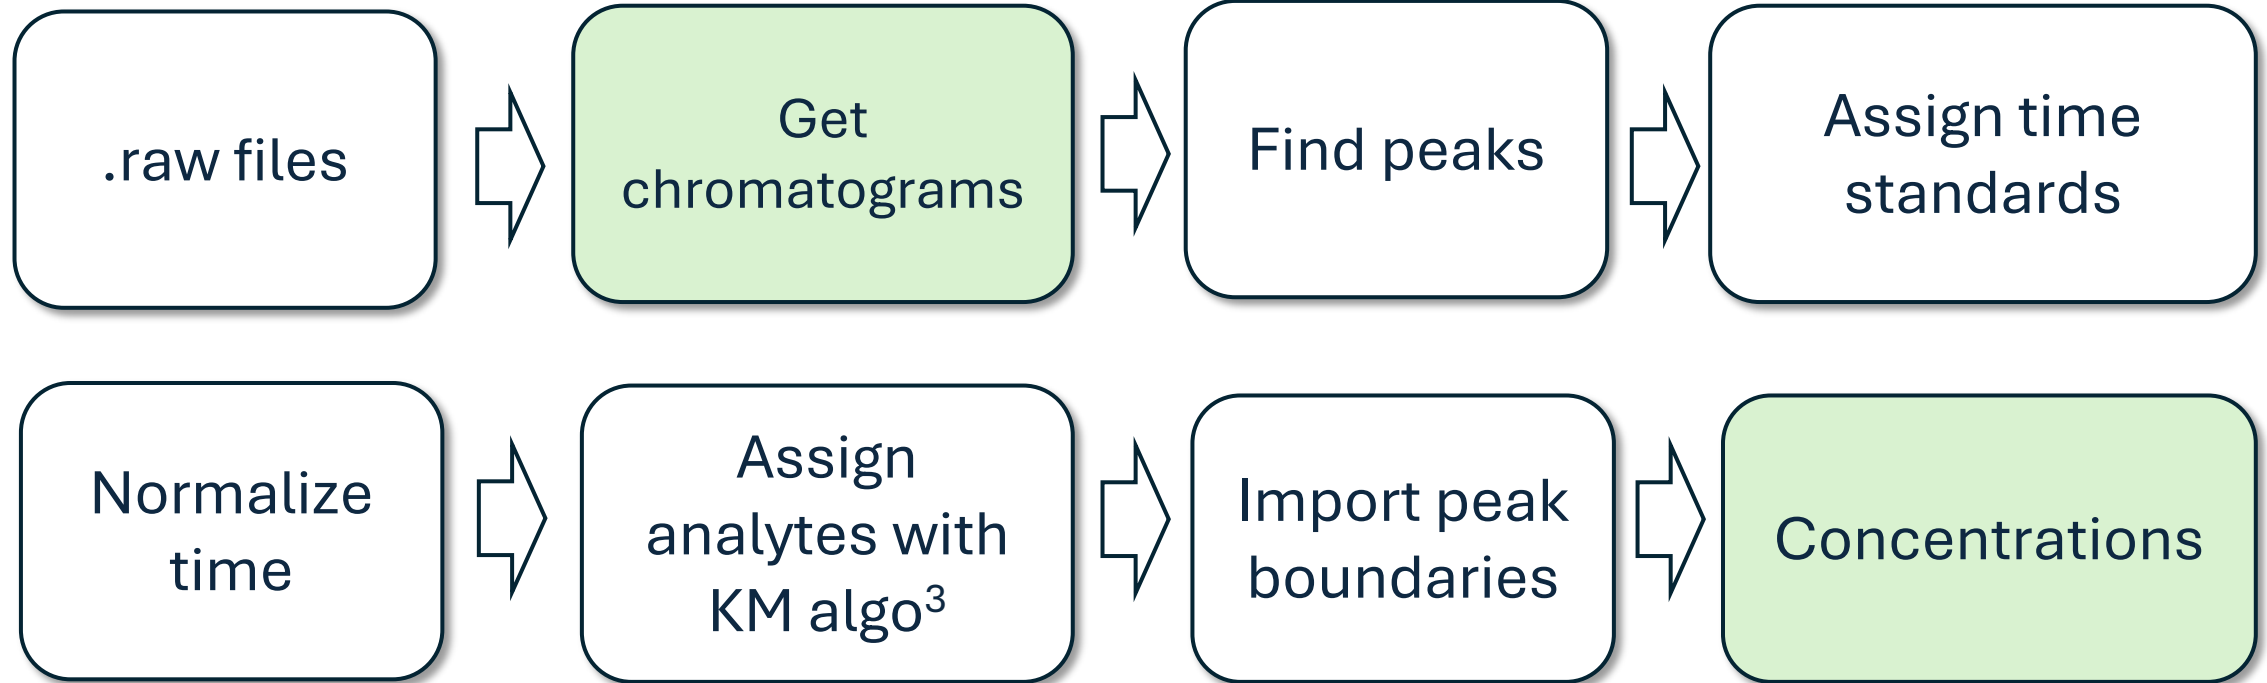 .raw files
Get
chromatograms
Find peaks
Assign time
standards
Normalize
time
Assign
analytes with
KM algo³
Import peak
boundaries
Concentrations